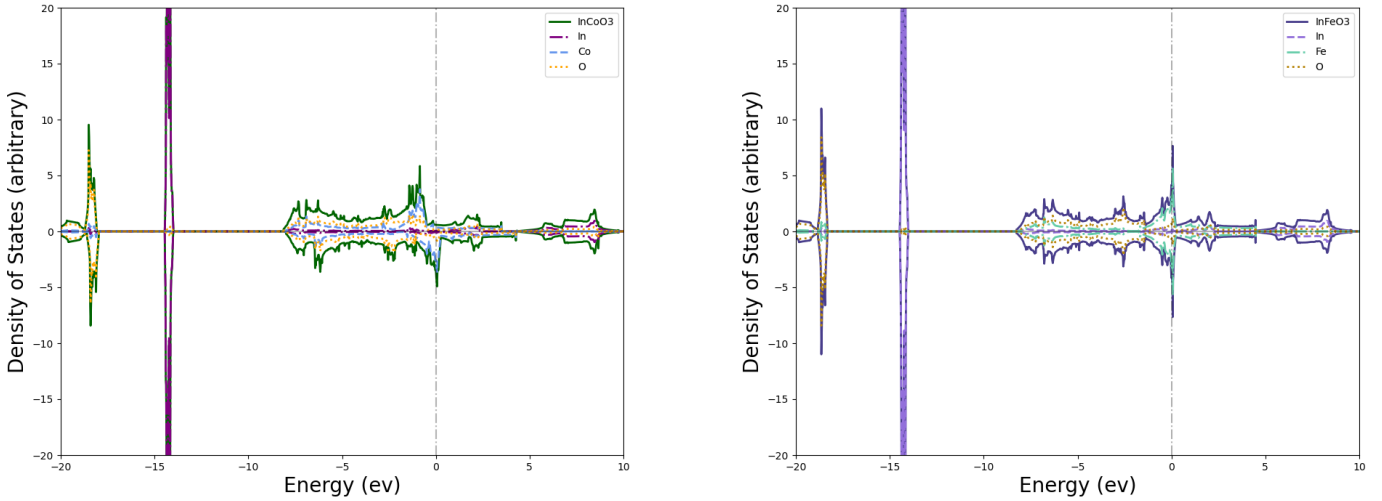 Density of States (arbitrary)
20
15
10
5
0
−5
−10
−15
−20
InCoO3
In
Co
O
−20 −15 −10 −5 0 5 10
Energy (ev)
Density of States (arbitrary)
20
15
10
5
0
−5
−10
−15
−20
InFeO3
In
Fe
O
−20 −15 −10 −5 0 5 10
Energy (ev)